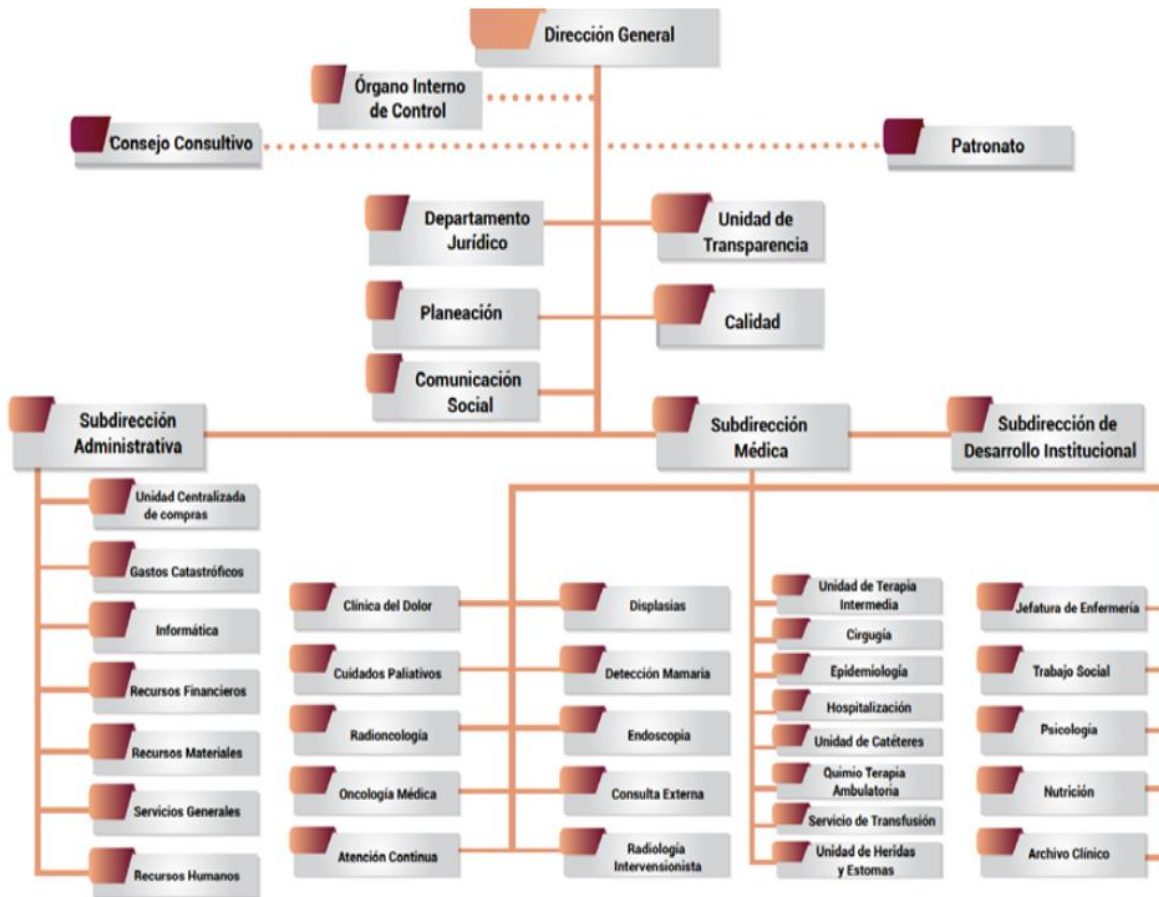 Dirección General
Órgano Interno
de Control
Consejo Consultivo
Patronato
Departamento
Jurídico
Unidad de
Transparencia
Planeación
Calidad
Comunicación
Social
Subdirección
Administrativa
Subdirección
Médica
Subdirección de
Desarrollo Institucional
Unidad Centralizada
de compras
Gastos Catastróficos
Informática
Recursos Financieros
Recursos Materiales
Servicios Generales
Recursos Humanos
Clínica del Dolor
Cuidados Paliativos
Radioncología
Oncología Médica
Atención Continua
Displasias
Detección Mamaria
Endoscopia
Consulta Externa
Radiología
Intervensionista
Unidad de Terapia
Intermedia
Cirgugía
Epidemiología
Hospitalización
Unidad de Catéteres
Quimio Terapia
Ambulatoria
Servicio de Transfusión
Unidad de Heridas
y Estomas
Jefatura de Enfermería
Trabajo Social
Psicología
Nutrición
Archivo Clínico